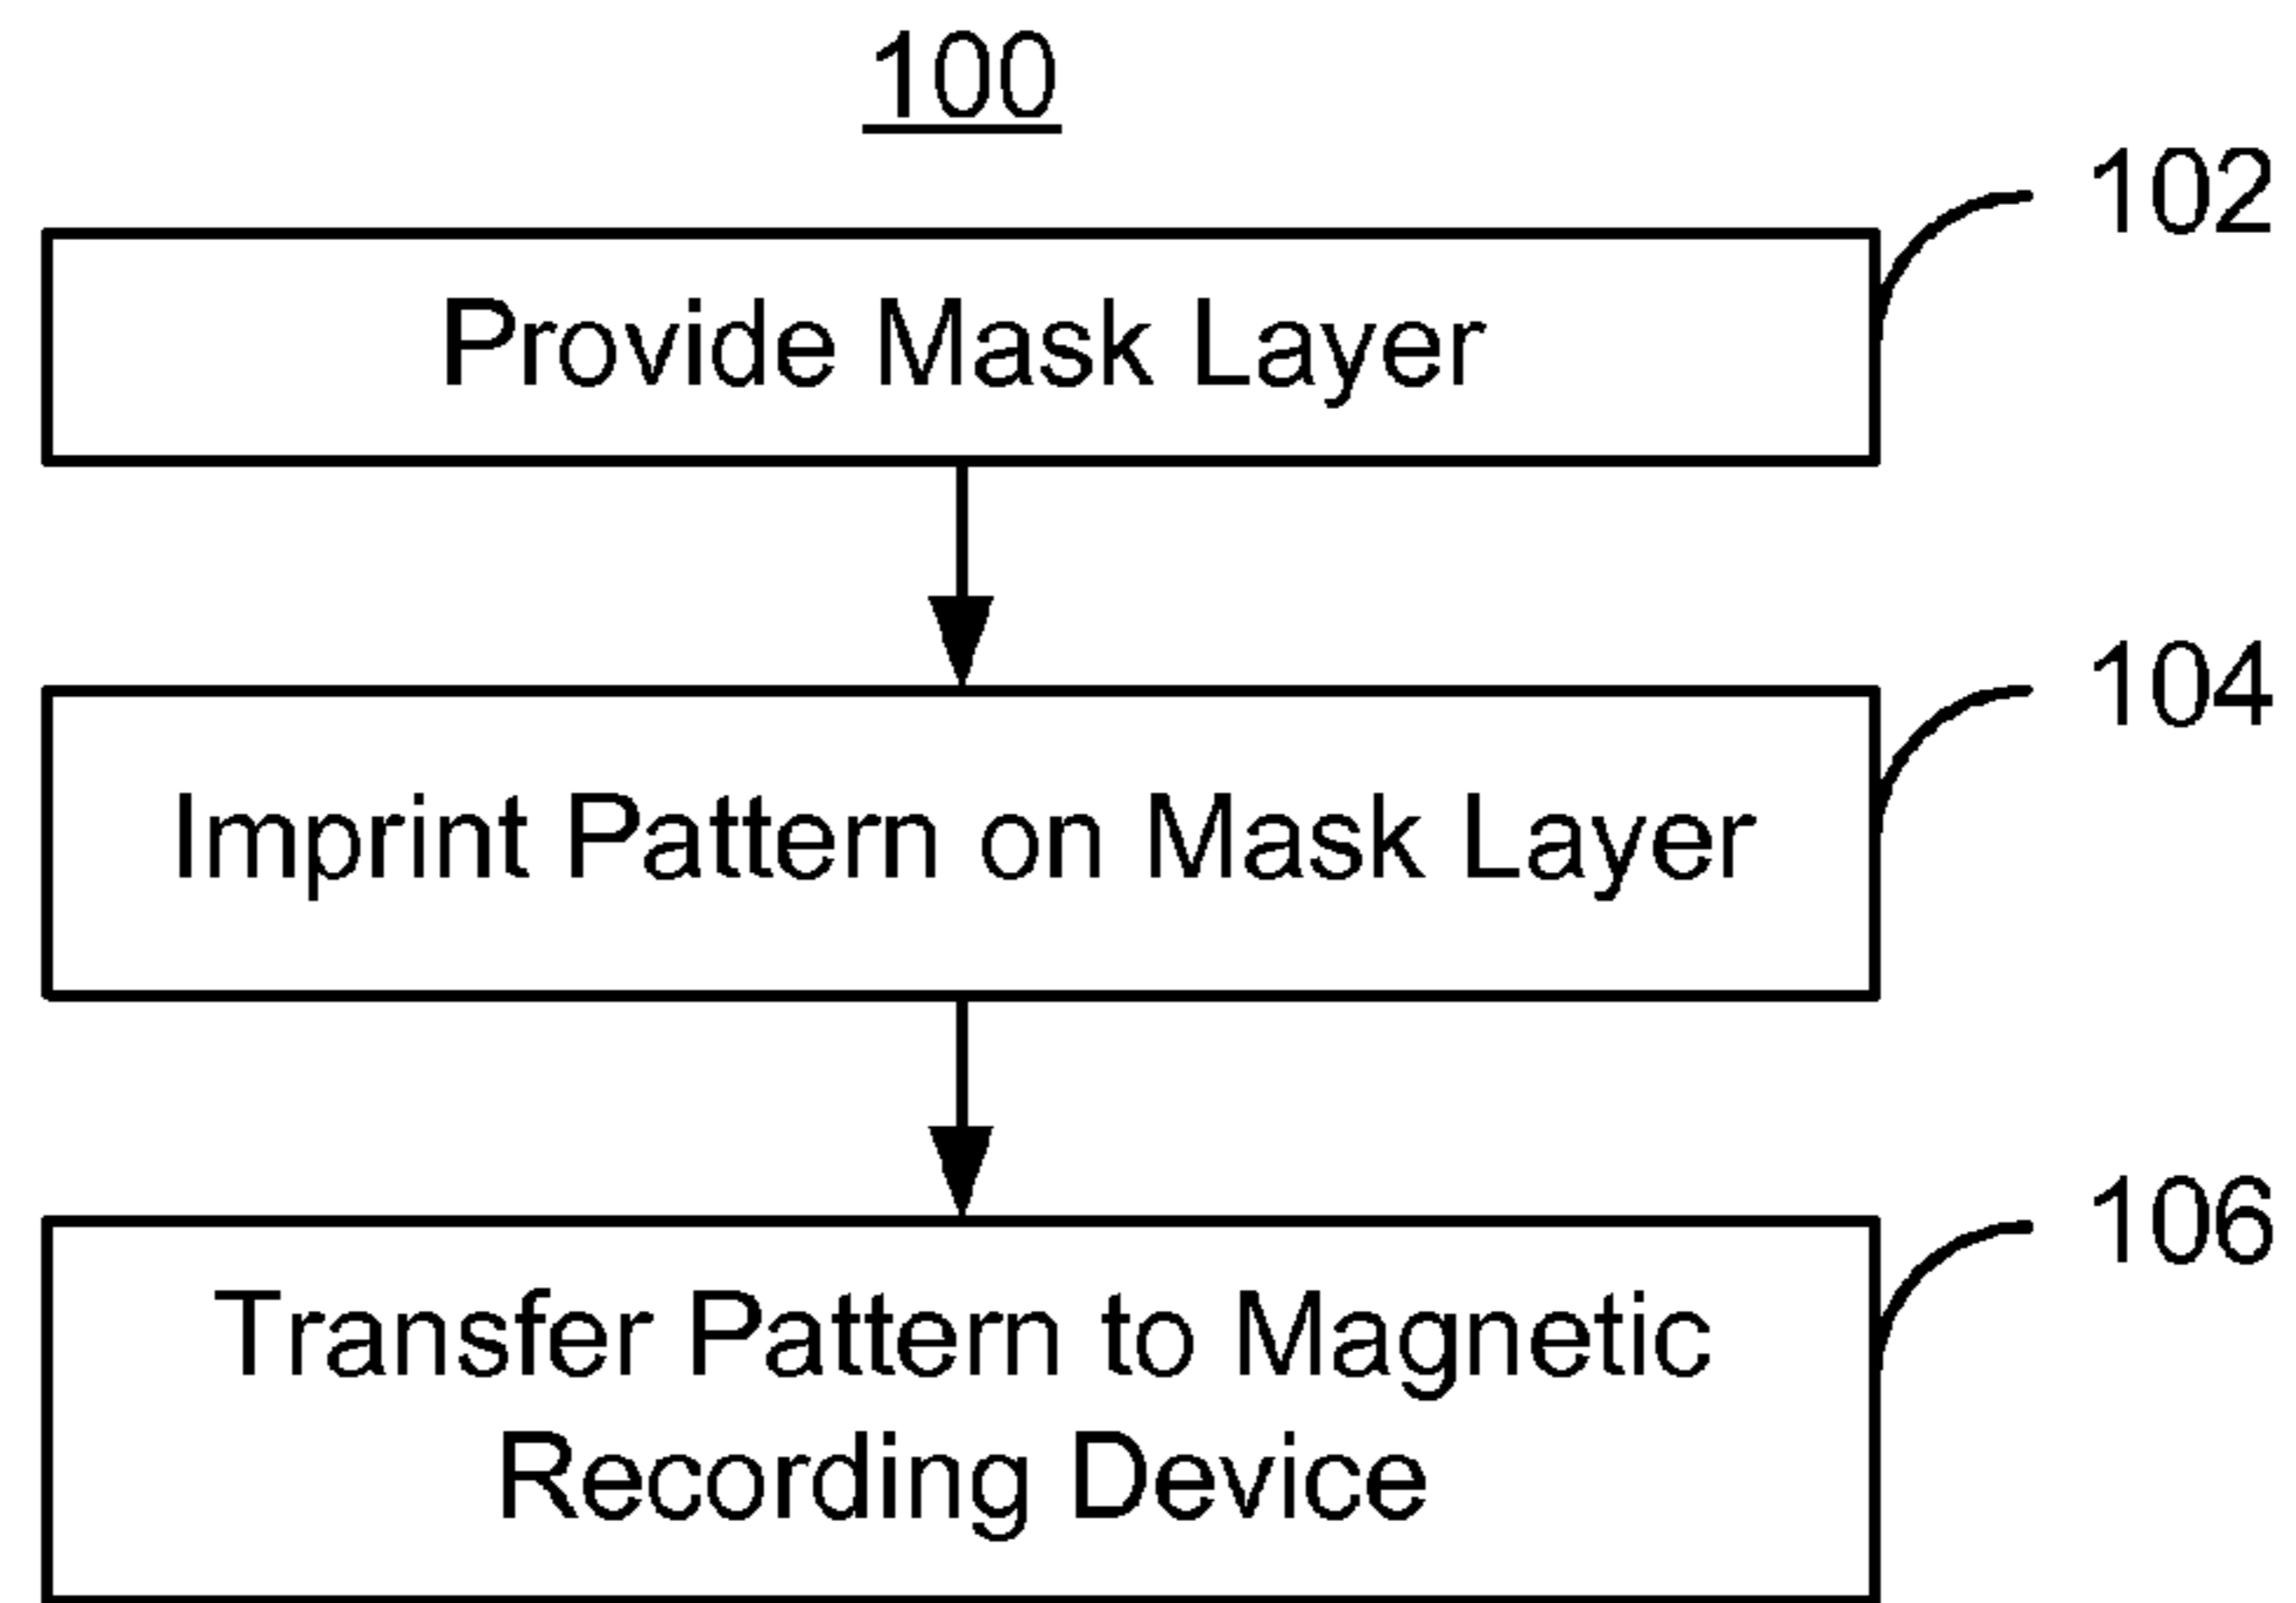 100
102
Provide Mask Layer
104
Imprint Pattern on Mask Layer
106
Transfer Pattern to Magnetic
Recording Device